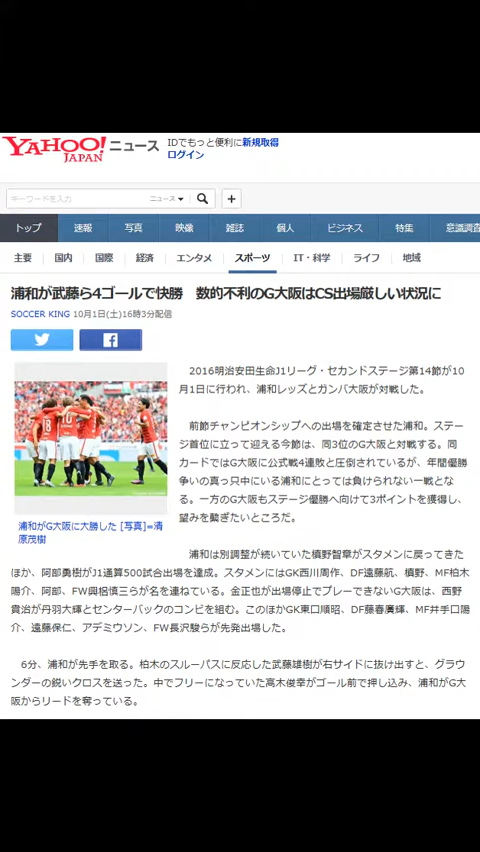 YAHOO! JAPAN ニュース
IDでもっと便利に新規取得
ログイン
キーワードを入力 ニュース
トップ 速報 写真 映像 雑誌 個人 ビジネス 特集 意識調査
主要 国内 国際 経済 エンタメ スポーツ IT・科学 ライフ 地域
浦和が武藤ら4ゴールで快勝 数的不利のG大阪はCS出場厳しい状況に
SOCCER KING 10月1日(土)16時3分配信
2016明治安田生命J1リーグ・セカンドステージ第14節が10
月1日に行われ、浦和レッズとガンバ大阪が対戦した。
前節チャンピオンシップへの出場を確定させた浦和。ステー
ジ首位に立って迎える今節は、同3位のG大阪と対戦する。同
カードではG大阪に公式戦4連敗と圧倒されているが、年間優勝
争いの真っ只中にいる浦和にとっては負けられない一戦とな
る。一方のG大阪もステージ優勝へ向けて3ポイントを獲得し、
望みを繋ぎたいところだ。
浦和がG大阪に大勝した [写真]=清
原茂樹
浦和は別調整が続いていた槙野智章がスタメンに戻ってきた
ほか、阿部勇樹がJ1通算500試合出場を達成。スタメンにはGK西川周作、DF遠藤航、槙野、MF柏木
陽介、阿部、FW興梠慎三らが名を連ねている。金正也が出場停止でプレーできないG大阪は、西野
貴治が丹羽大輝とセンターバックのコンビを組む。このほかGK東口順昭、DF藤春廣輝、MF井手口陽
介、遠藤保仁、アデミウソン、FW長沢駿らが先発出場した。
6分、浦和が先手を取る。柏木のスルーパスに反応した武藤雄樹が右サイドに抜け出すと、グラウ
ンダーの鋭いクロスを送った。中でフリーになっていた高木俊幸がゴール前で押し込み、浦和がG大
阪からリードを奪っている。